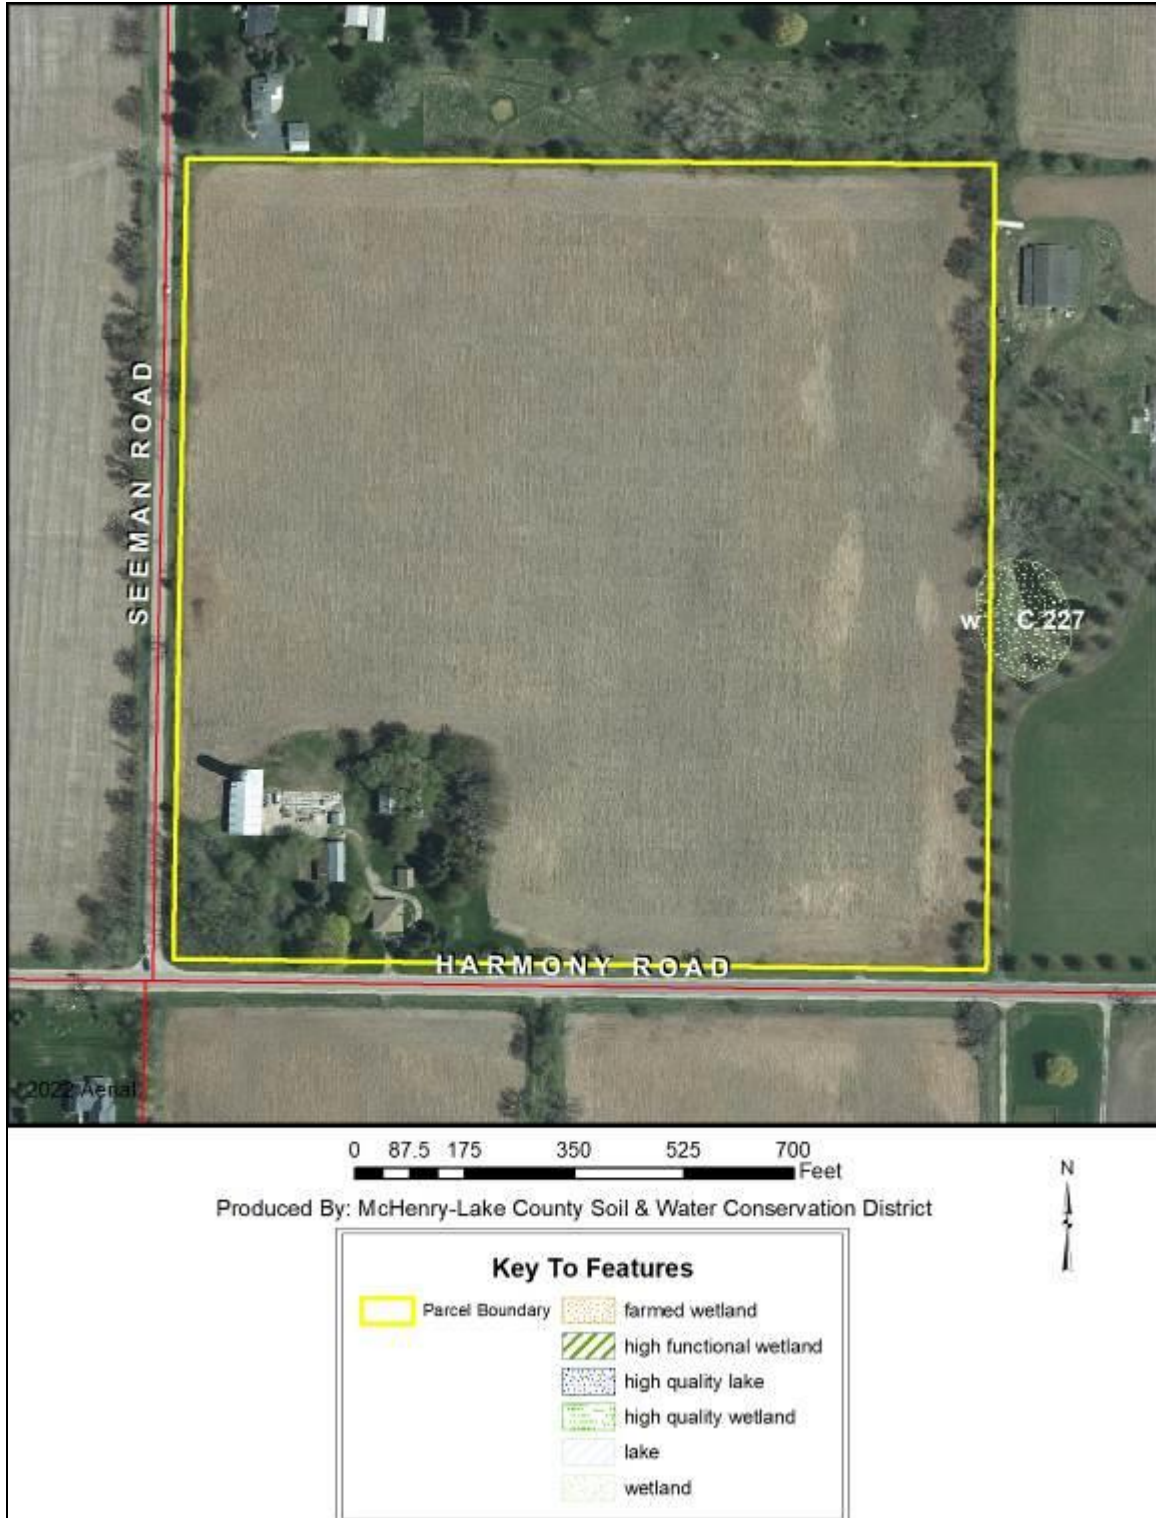 SEEMAN ROAD
W C 227
HARMONY ROAD
2022 Aerial
0 87.5 175 350 525 700
Feet
Produced By: McHenry-Lake County Soil & Water Conservation District
N
Key To Features
Parcel Boundary
farmed wetland
high functional wetland
high quality lake
high quality wetland
lake
wetland